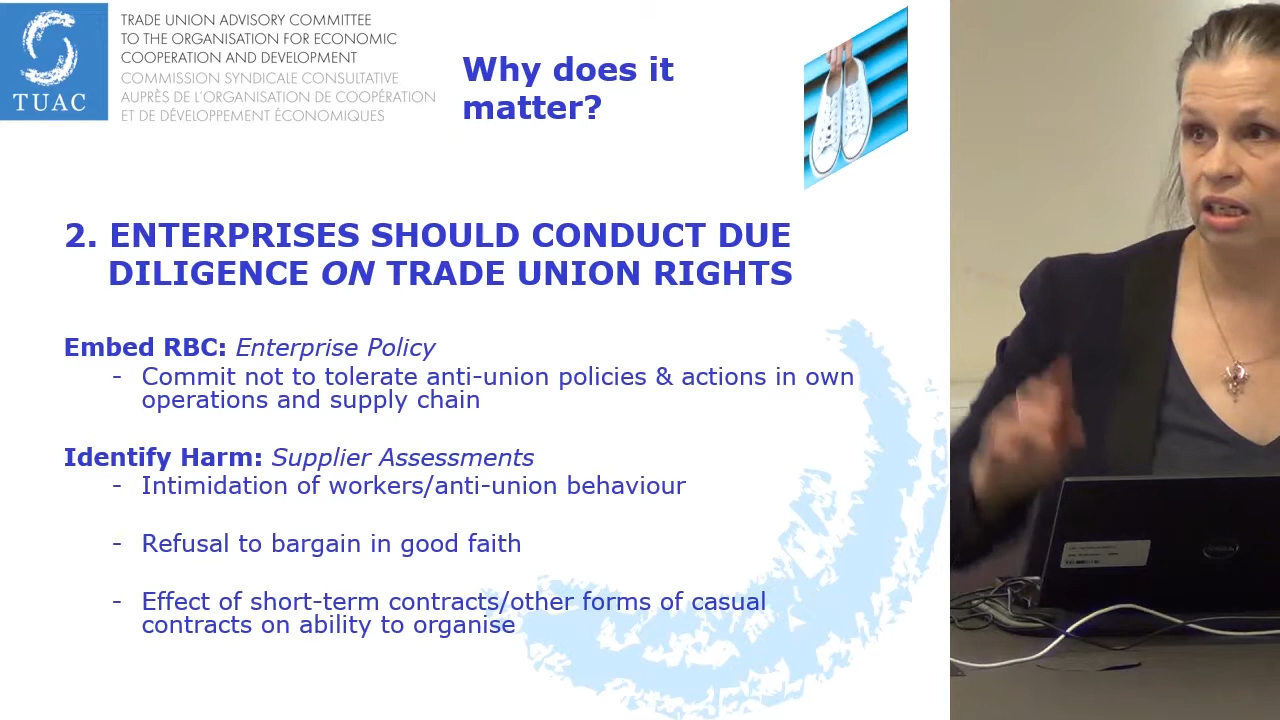 TRADE UNION ADVISORY COMMITTEE
TO THE ORGANISATION FOR ECONOMIC
COOPERATION AND DEVELOPMENT
COMMISSION SYNDICALE CONSULTATIVE
AUPRÈS DE L'ORGANISATION DE COOPÉRATION
ET DE DÉVELOPPEMENT ÉCONOMIQUES
TUAC
Why does it
matter?
2. ENTERPRISES SHOULD CONDUCT DUE
DILIGENCE ON TRADE UNION RIGHTS
Embed RBC: Enterprise Policy
- Commit not to tolerate anti-union policies & actions in own
operations and supply chain
Identify Harm: Supplier Assessments
- Intimidation of workers/anti-union behaviour
- Refusal to bargain in good faith
- Effect of short-term contracts/other forms of casual
contracts on ability to organise
DELL